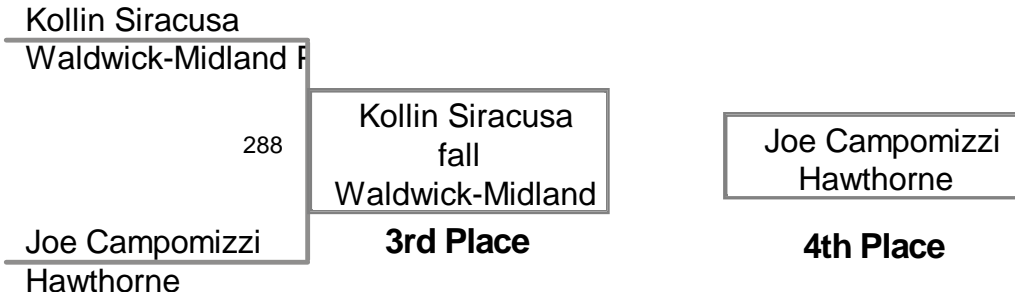 Kollin Siracusa
Waldwick-Midland
288
Joe Campomizzi
Hawthorne
Kollin Siracusa
fall
Waldwick-Midland
3rd Place
Joe Campomizzi
Hawthorne
4th Place